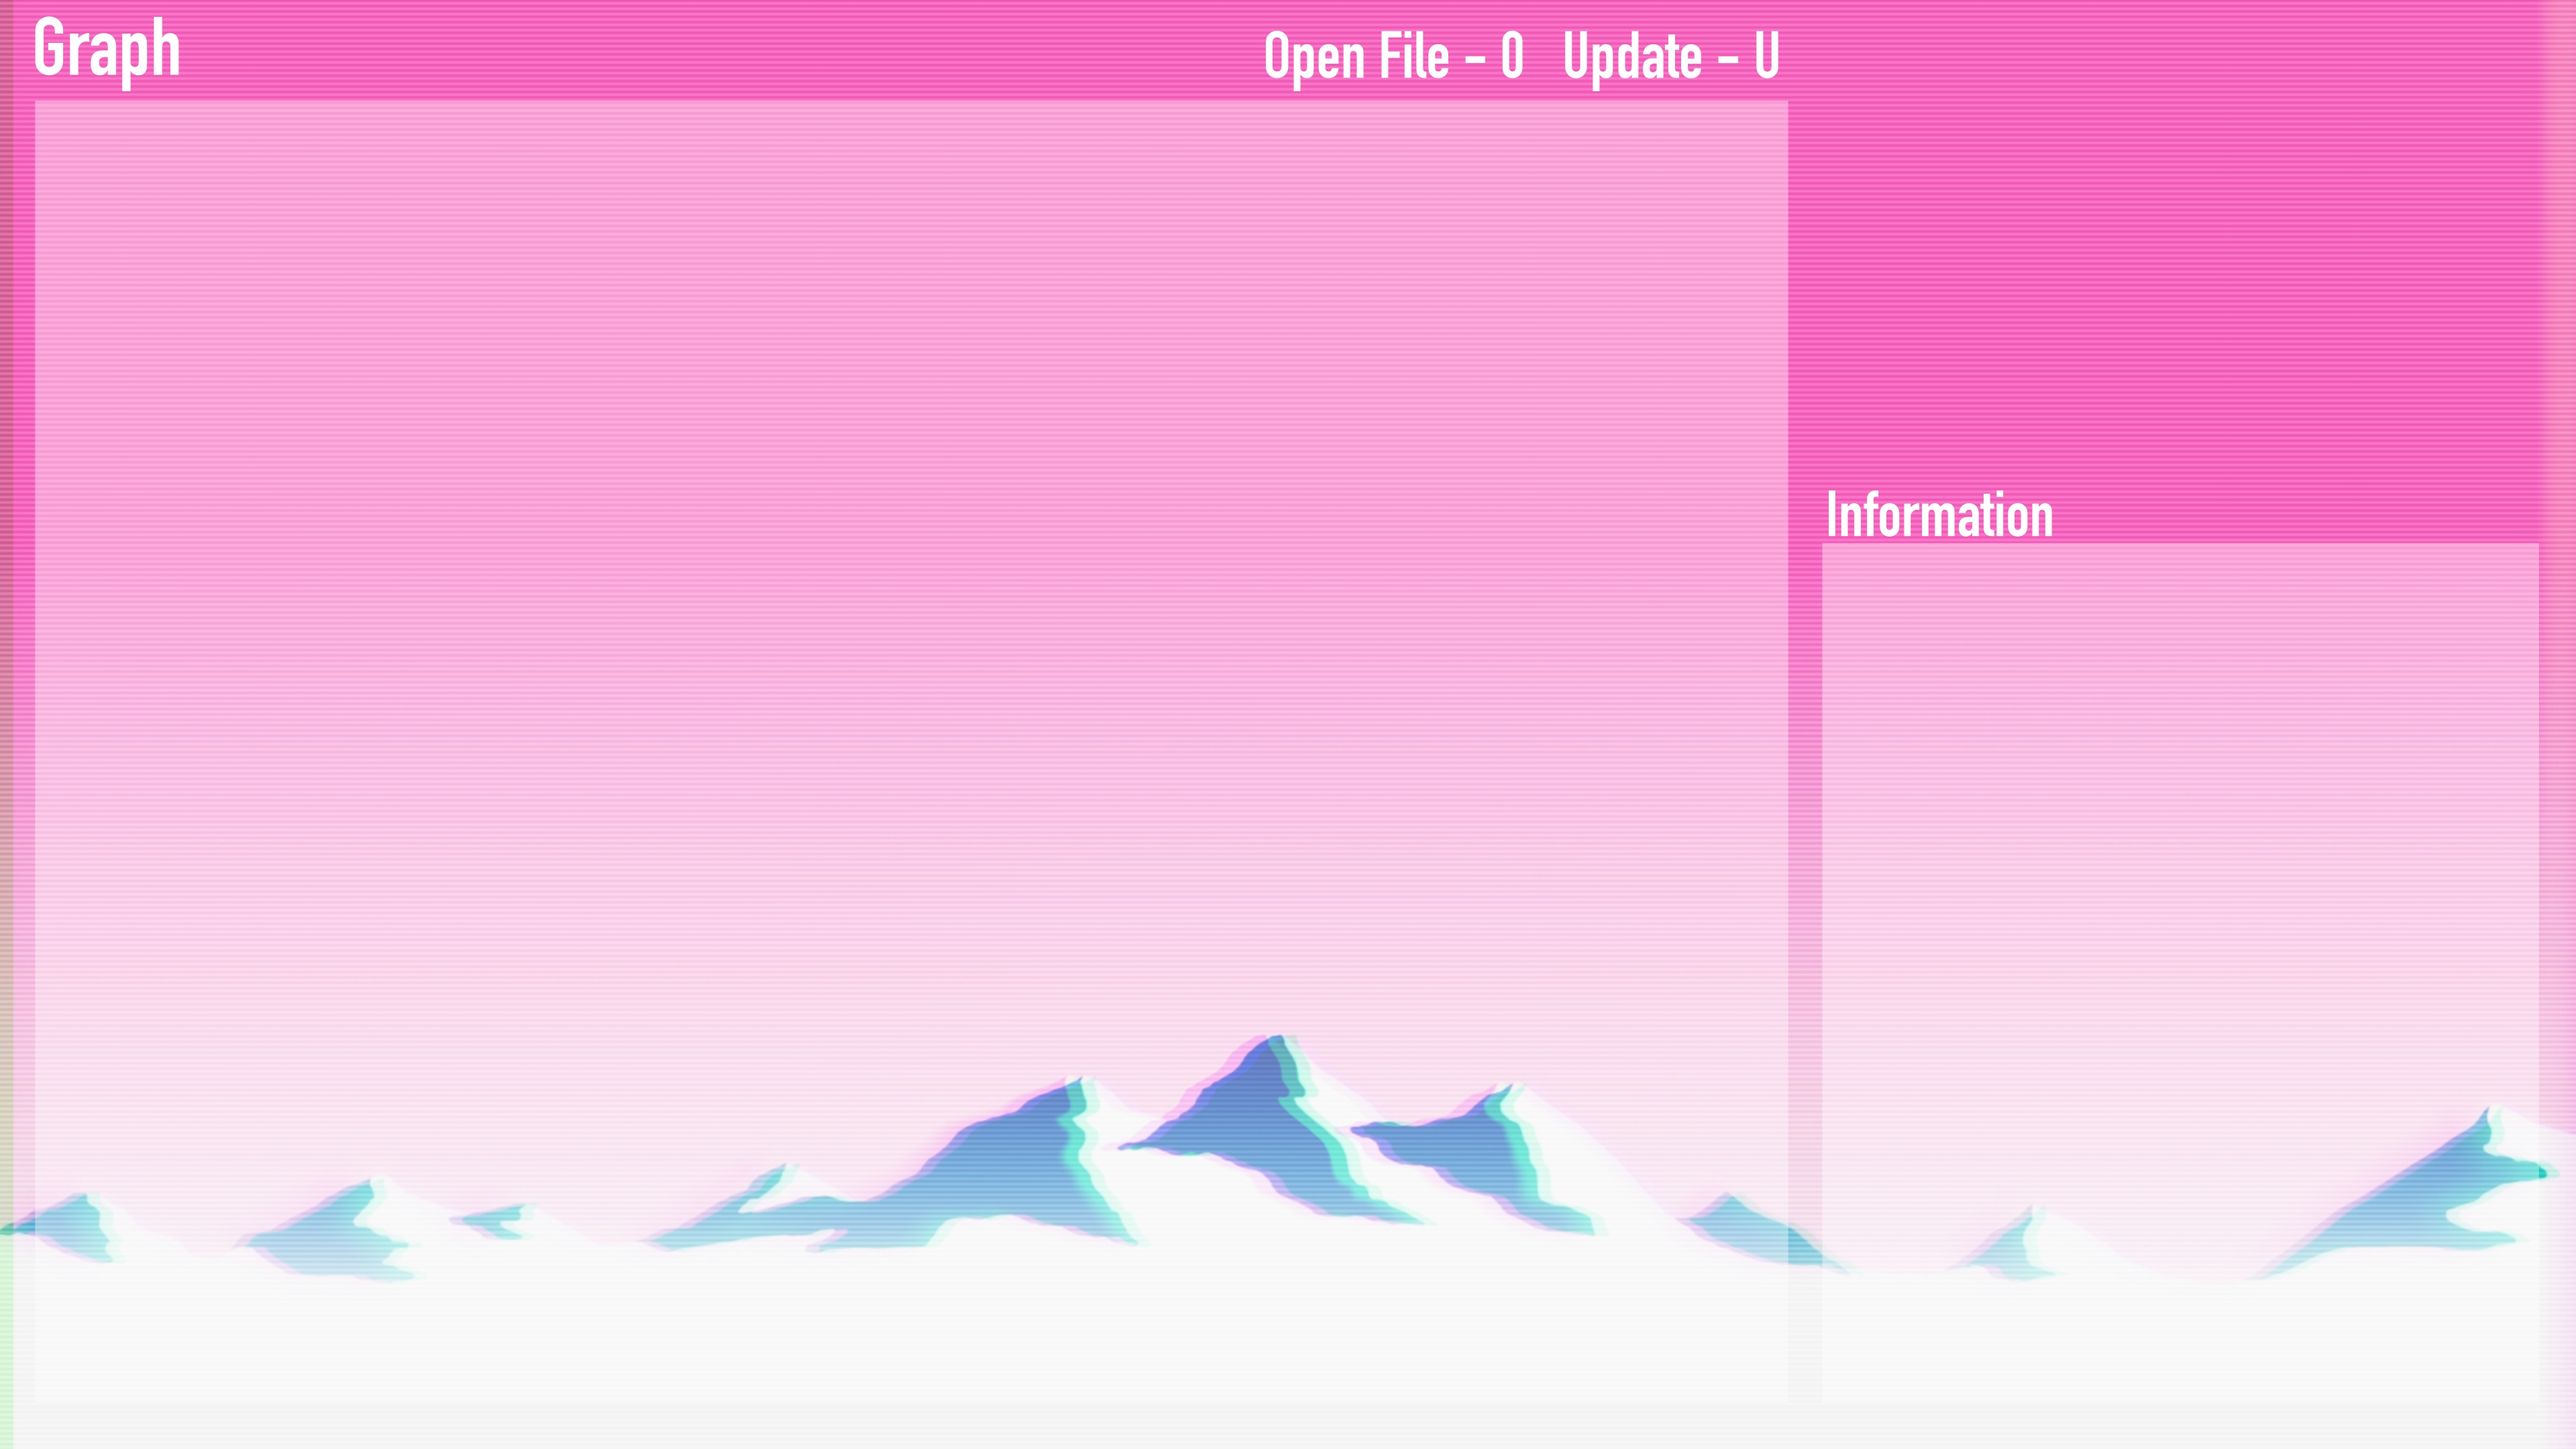 Graph
Open File - O   Update - U
Information